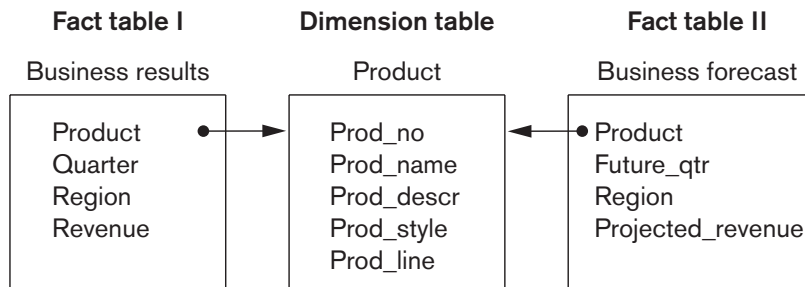 Fact table I Dimension table Fact table II
Business results Product Business forecast
Product Prod_no Product
Quarter Prod_name Future_qtr
Region Prod_descr Region
Revenue Prod_style Projected_revenue
Prod_line